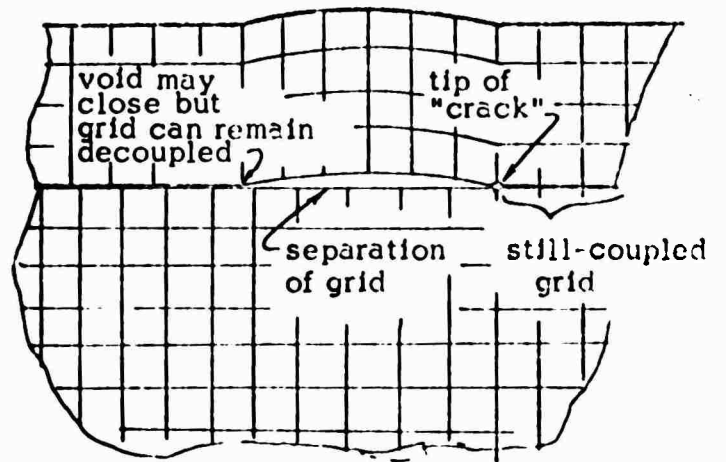 void may
close but
grid can remain
decoupled
tip of
"crack"
separation
of grid
still-coupled
grid